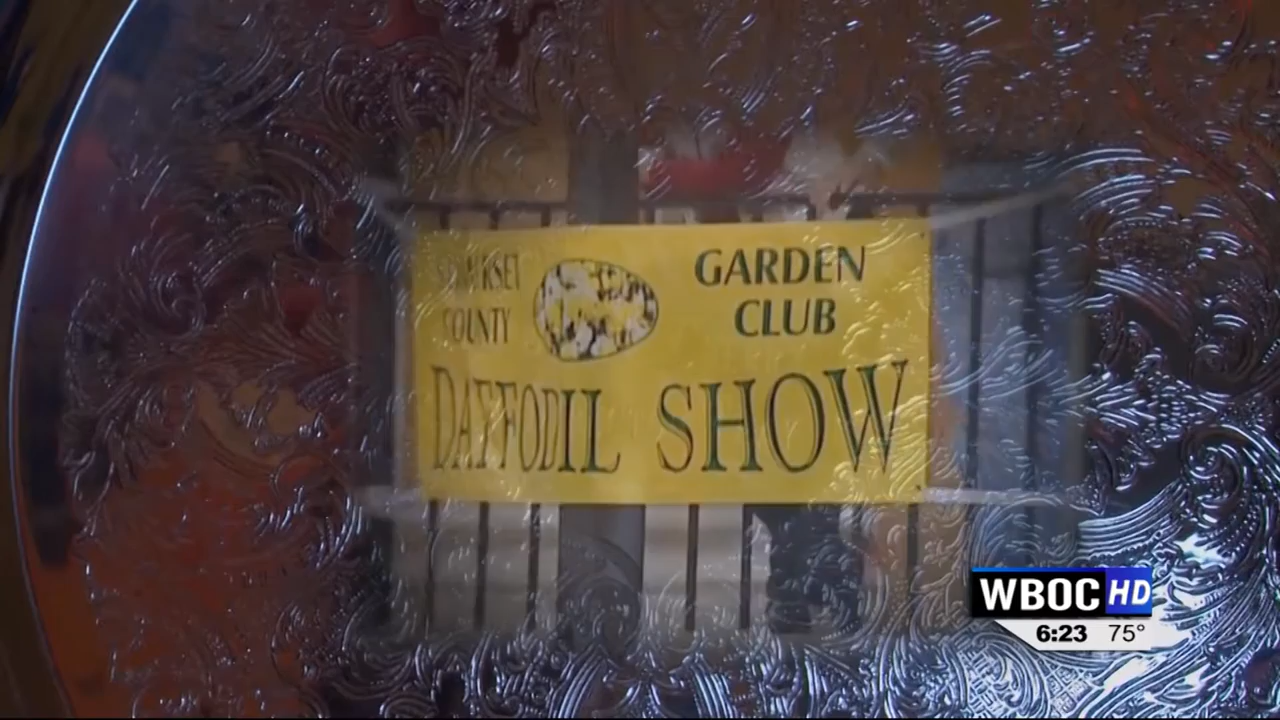 SOMERSET
COUNTY
GARDEN
CLUB
DAFFODIL SHOW
WBOC HD
6:23 75°